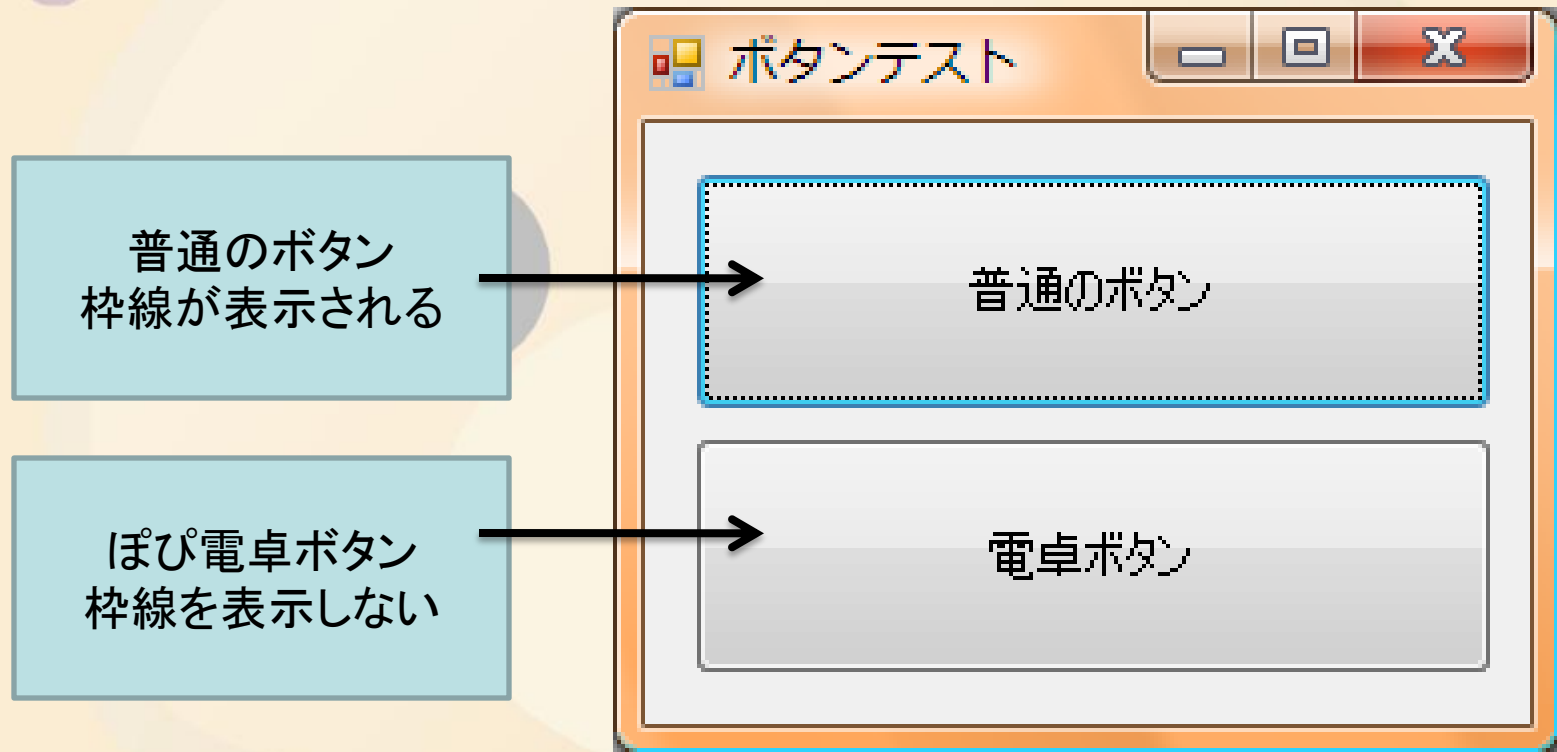 ボタンテスト
普通のボタン
枠線が表示される
普通のボタン
ぽぴ電卓ボタン
枠線を表示しない
電卓ボタン